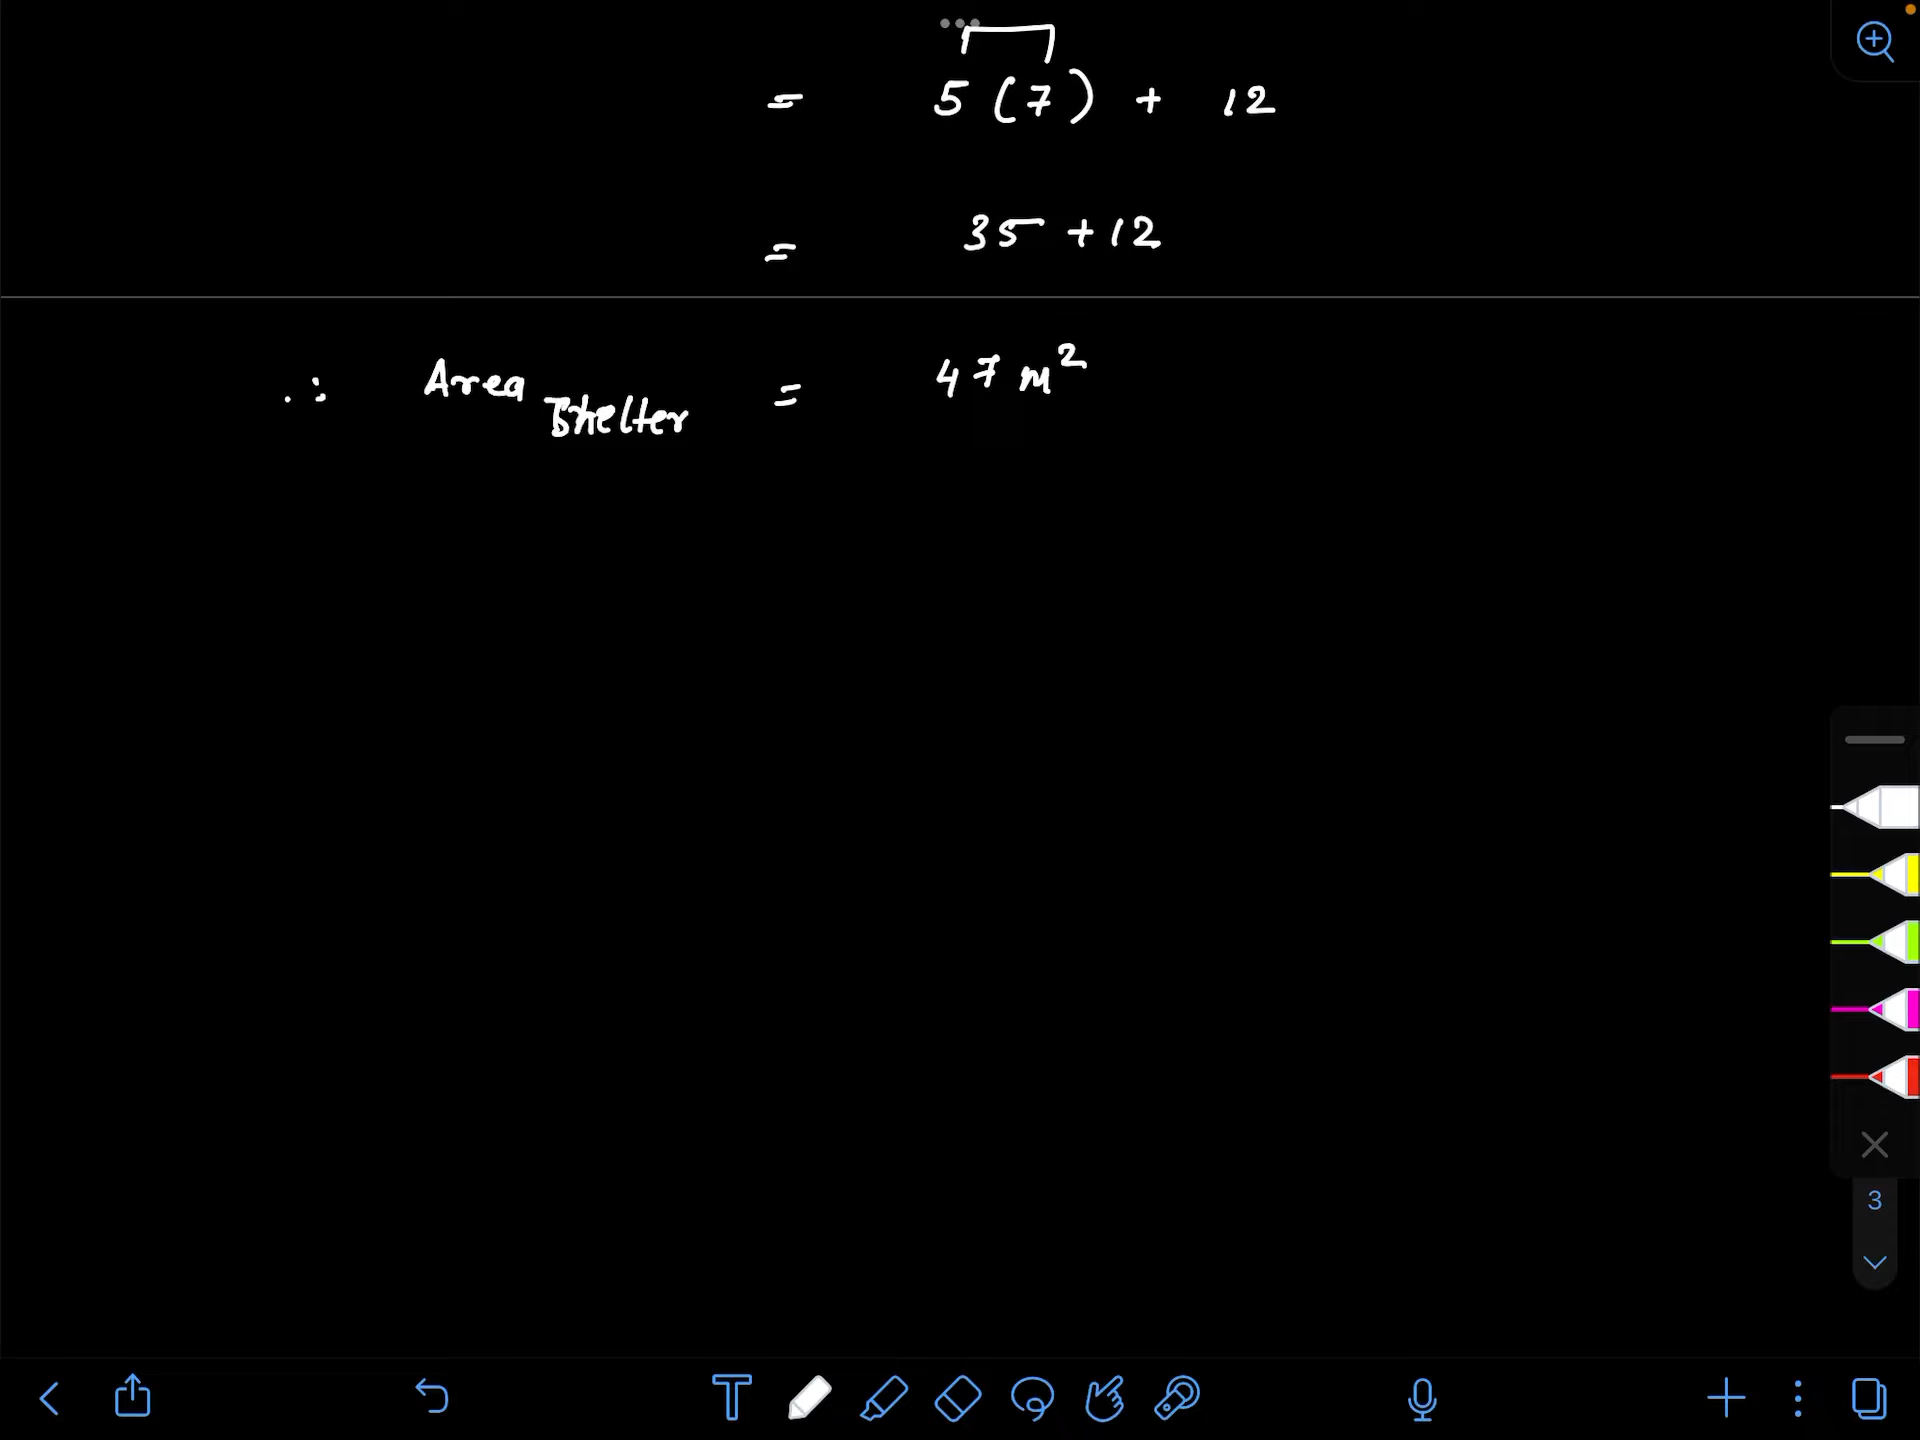 = 5 (7) + 12
= 35 + 12
∴ Area Shelter = 47 m²
3